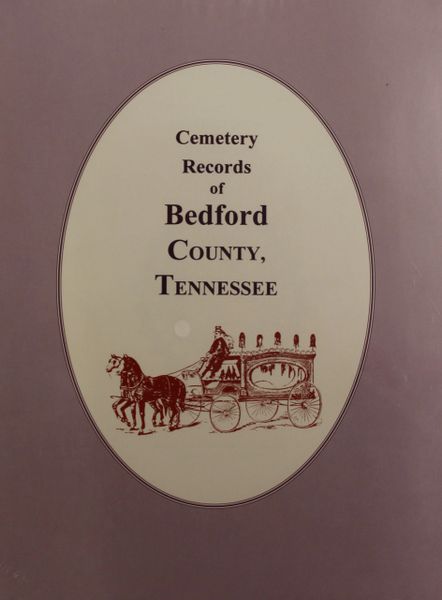 Cemetery
Records
of
Bedford
COUNTY,
TENNESSEE